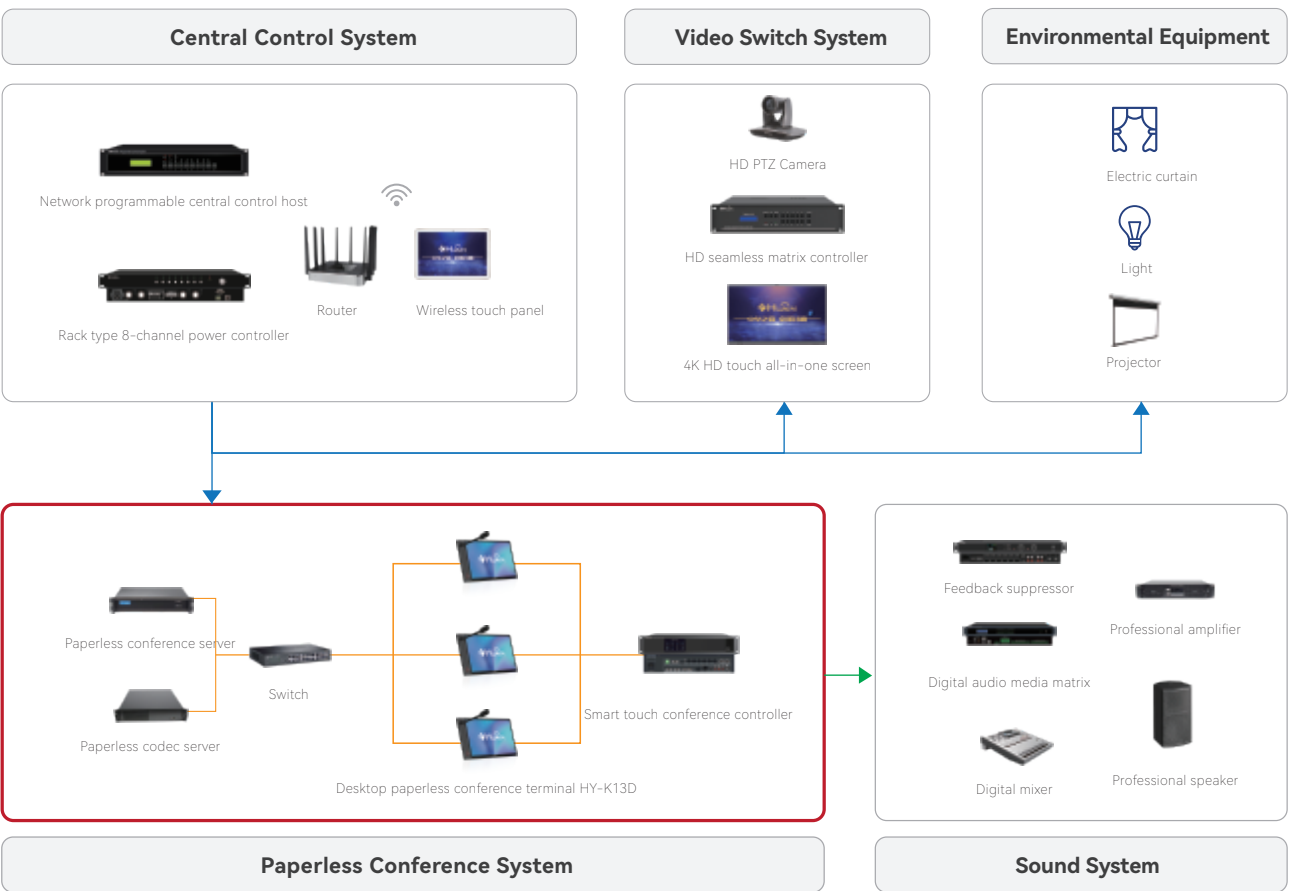 Central Control System
Video Switch System
Environmental Equipment
Network programmable central control host
Rack type 8-channel power controller
Router
Wireless touch panel
HD PTZ Camera
HD seamless matrix controller
4K HD touch all-in-one screen
Electric curtain
Light
Projector
Paperless conference server
Paperless codec server
Switch
Desktop paperless conference terminal HY-K13D
Smart touch conference controller
Feedback suppressor
Professional amplifier
Digital audio media matrix
Digital mixer
Professional speaker
Paperless Conference System
Sound System